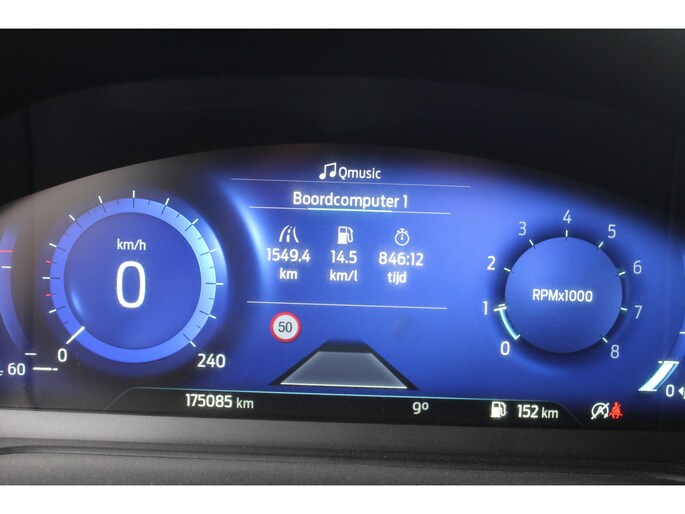 Qmusic
Boordcomputer 1
1549.4 14.5 846:12
km km/l tijd
km/h
0
0 240
50
RPMx1000
0 1 2 3 4 5 6 7 8
60
0
175085 km 9° 152 km